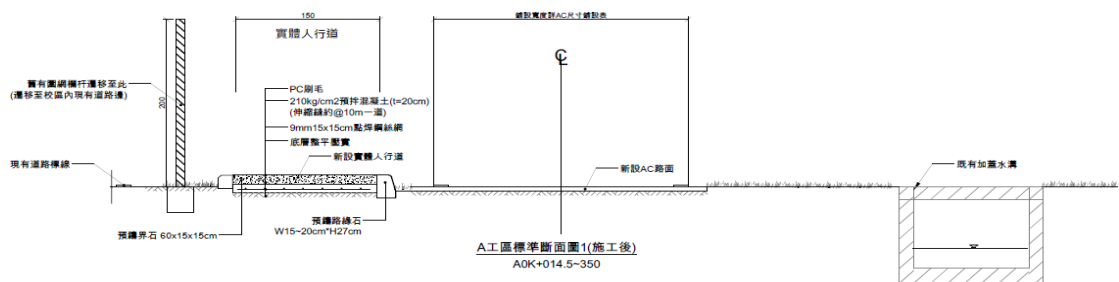 150
實體人行道
舖設寬度詳AC尺寸舖設表
℄
舊有圍網欄杆遷移至此
(遷移至校區內現有道路邊)
200
PC刷毛
210kg/cm2預拌混凝土(t=20cm)
(伸縮縫約@10m一道)
9mm15x15cm點焊鋼絲網
底層整平壓實
新設實體人行道
現有道路標線
新設AC路面
既有加蓋水溝
預鑄界石 60x15x15cm
預鑄路緣石
W15~20cm*H27cm
A工區標準斷面圖1(施工後)
A0K+014.5~350